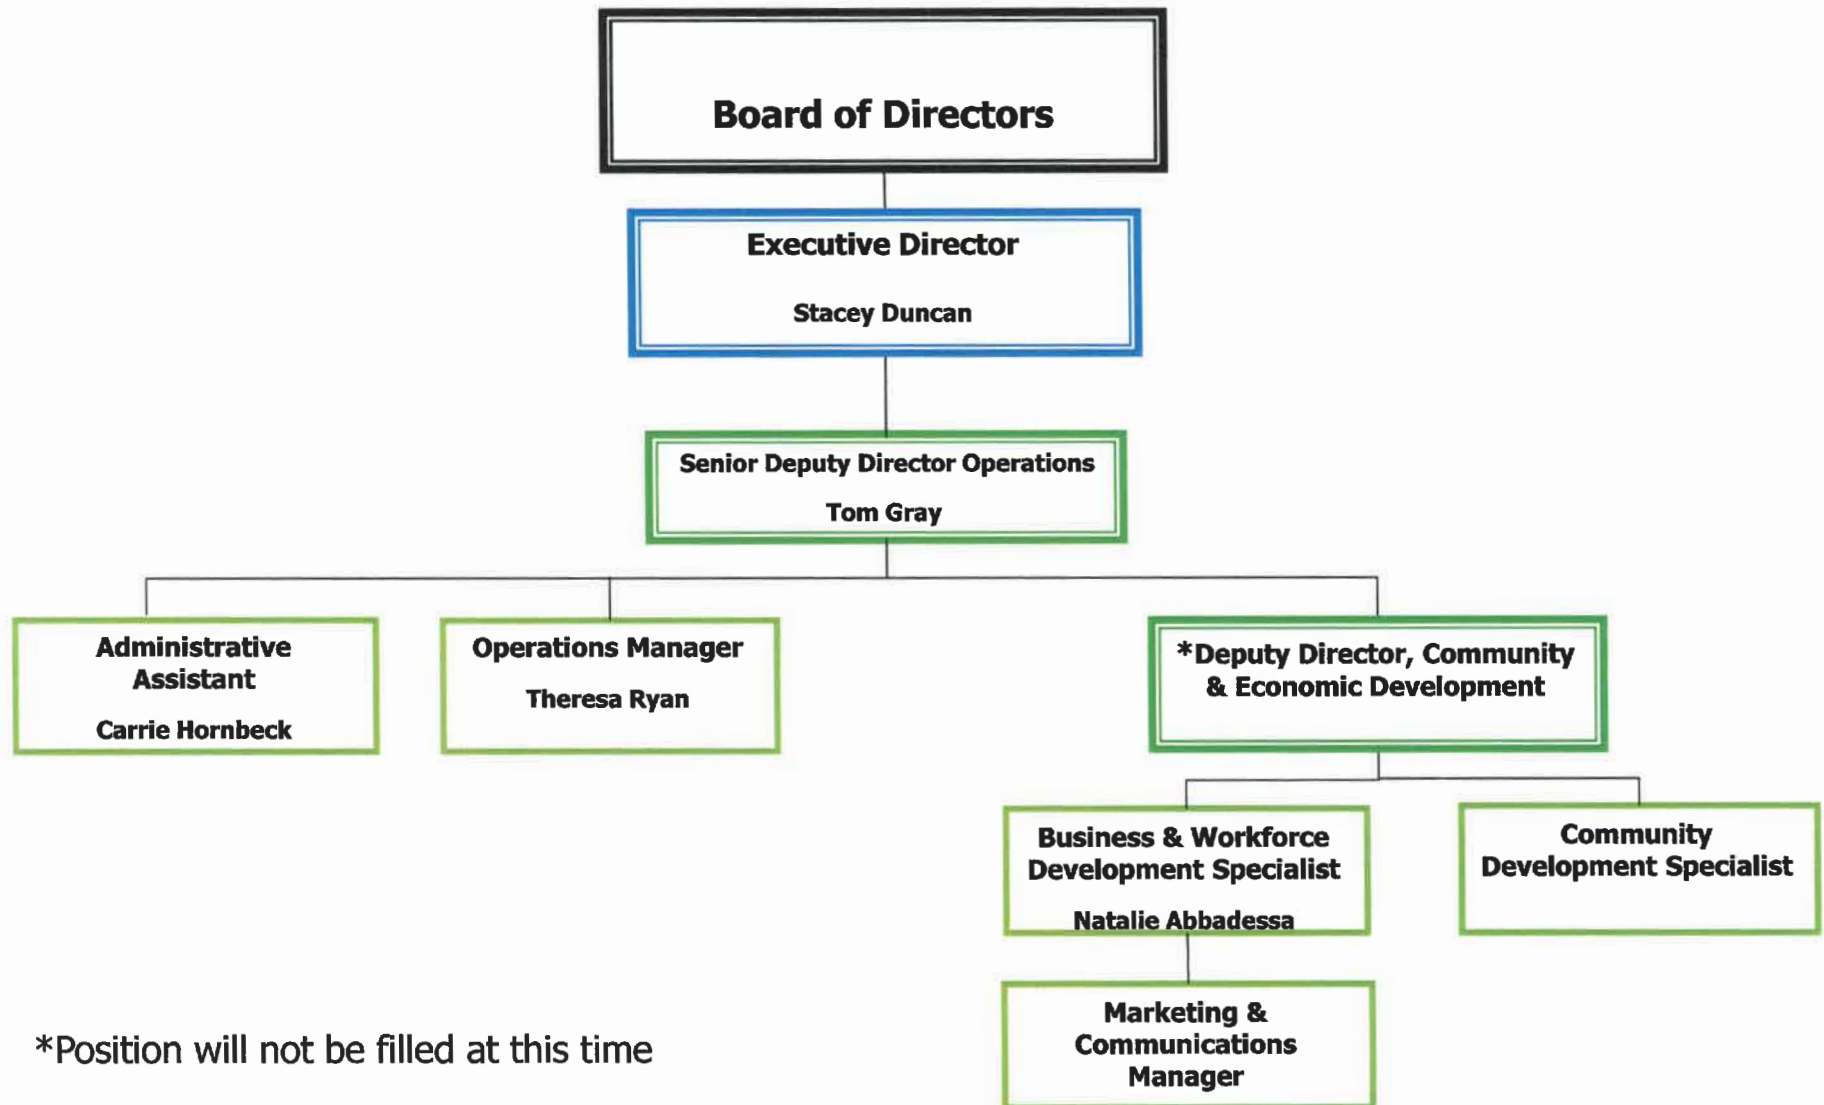 Board of Directors
Executive Director
Stacey Duncan
Senior Deputy Director Operations
Tom Gray
Administrative
Assistant
Carrie Hornbeck
Operations Manager
Theresa Ryan
*Deputy Director, Community
& Economic Development
Business & Workforce
Development Specialist
Natalie Abbadessa
Community
Development Specialist
Marketing &
Communications
Manager
*Position will not be filled at this time